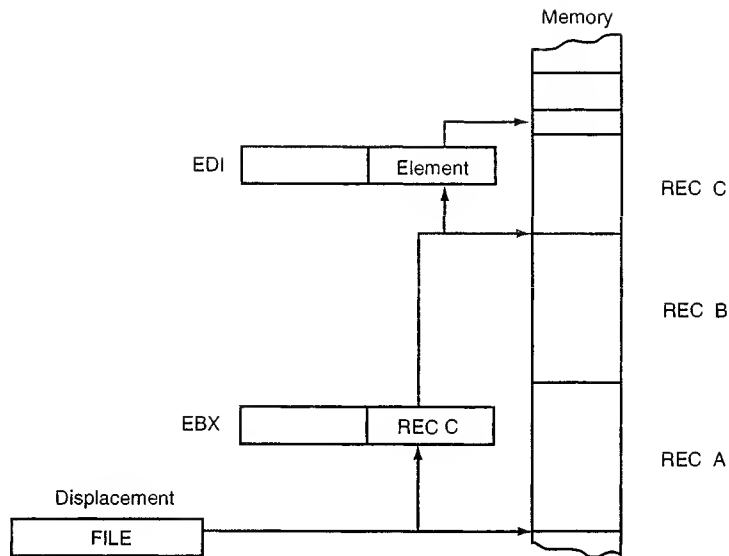 Memory
EDI
Element
REC C
REC B
EBX
REC C
REC A
Displacement
FILE